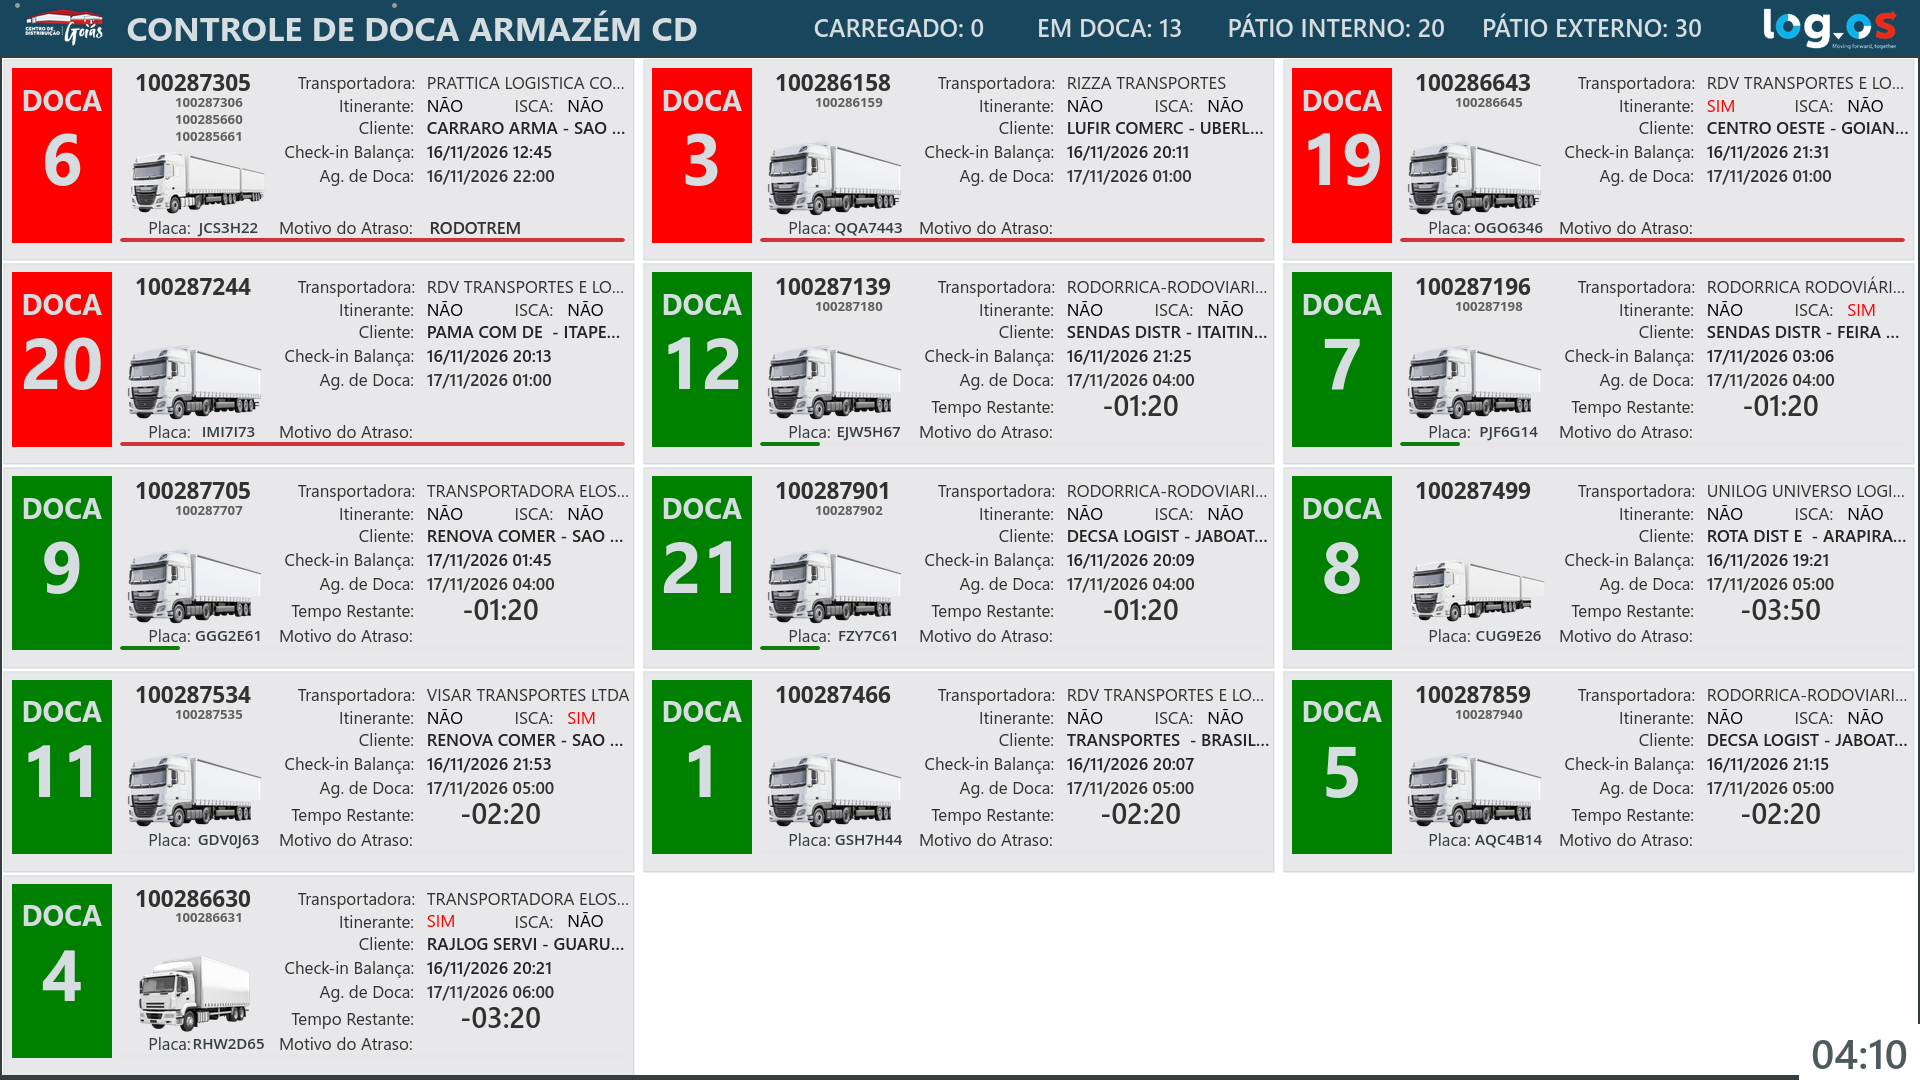 CENTRO DE DISTRIBUIÇÃO Goiás
CONTROLE DE DOCA ARMAZÉM CD
CARREGADO: 0
EM DOCA: 13
PÁTIO INTERNO: 20
PÁTIO EXTERNO: 30
log.os
Moving forward, together
DOCA
6
100287305
100287306
100285660
100285661
Transportadora: PRATTICA LOGISTICA CO...
Itinerante: NÃO ISCA: NÃO
Cliente: CARRARO ARMA - SAO ...
Check-in Balança: 16/11/2026 12:45
Ag. de Doca: 16/11/2026 22:00
Placa: JCS3H22 Motivo do Atraso: RODOTREM
DOCA
3
100286158
100286159
Transportadora: RIZZA TRANSPORTES
Itinerante: NÃO ISCA: NÃO
Cliente: LUFIR COMERC - UBERL...
Check-in Balança: 16/11/2026 20:11
Ag. de Doca: 17/11/2026 01:00
Placa: QQA7443 Motivo do Atraso:
DOCA
19
100286643
100286645
Transportadora: RDV TRANSPORTES E LO...
Itinerante: SIM ISCA: NÃO
Cliente: CENTRO OESTE - GOIAN...
Check-in Balança: 16/11/2026 21:31
Ag. de Doca: 17/11/2026 01:00
Placa: OGO6346 Motivo do Atraso:
DOCA
20
100287244
Transportadora: RDV TRANSPORTES E LO...
Itinerante: NÃO ISCA: NÃO
Cliente: PAMA COM DE - ITAPE...
Check-in Balança: 16/11/2026 20:13
Ag. de Doca: 17/11/2026 01:00
Placa: IMI7I73 Motivo do Atraso:
DOCA
12
100287139
100287180
Transportadora: RODORRICA-RODOVIARI...
Itinerante: NÃO ISCA: NÃO
Cliente: SENDAS DISTR - ITAITIN...
Check-in Balança: 16/11/2026 21:25
Ag. de Doca: 17/11/2026 04:00
Tempo Restante: -01:20
Placa: EJW5H67 Motivo do Atraso:
DOCA
7
100287196
100287198
Transportadora: RODORRICA RODOVIÁRI...
Itinerante: NÃO ISCA: SIM
Cliente: SENDAS DISTR - FEIRA ...
Check-in Balança: 17/11/2026 03:06
Ag. de Doca: 17/11/2026 04:00
Tempo Restante: -01:20
Placa: PJF6G14 Motivo do Atraso:
DOCA
9
100287705
100287707
Transportadora: TRANSPORTADORA ELOS...
Itinerante: NÃO ISCA: NÃO
Cliente: RENOVA COMER - SAO ...
Check-in Balança: 17/11/2026 01:45
Ag. de Doca: 17/11/2026 04:00
Tempo Restante: -01:20
Placa: GGG2E61 Motivo do Atraso:
DOCA
21
100287901
100287902
Transportadora: RODORRICA-RODOVIARI...
Itinerante: NÃO ISCA: NÃO
Cliente: DECSA LOGIST - JABOAT...
Check-in Balança: 16/11/2026 20:09
Ag. de Doca: 17/11/2026 04:00
Tempo Restante: -01:20
Placa: FZY7C61 Motivo do Atraso:
DOCA
8
100287499
Transportadora: UNILOG UNIVERSO LOGI...
Itinerante: NÃO ISCA: NÃO
Cliente: ROTA DIST E - ARAPIRA...
Check-in Balança: 16/11/2026 19:21
Ag. de Doca: 17/11/2026 05:00
Tempo Restante: -03:50
Placa: CUG9E26 Motivo do Atraso:
DOCA
11
100287534
100287535
Transportadora: VISAR TRANSPORTES LTDA
Itinerante: NÃO ISCA: SIM
Cliente: RENOVA COMER - SAO ...
Check-in Balança: 16/11/2026 21:53
Ag. de Doca: 17/11/2026 05:00
Tempo Restante: -02:20
Placa: GDV0J63 Motivo do Atraso:
DOCA
1
100287466
Transportadora: RDV TRANSPORTES E LO...
Itinerante: NÃO ISCA: NÃO
Cliente: TRANSPORTES - BRASIL...
Check-in Balança: 16/11/2026 20:07
Ag. de Doca: 17/11/2026 05:00
Tempo Restante: -02:20
Placa: GSH7H44 Motivo do Atraso:
DOCA
5
100287859
100287940
Transportadora: RODORRICA-RODOVIARI...
Itinerante: NÃO ISCA: NÃO
Cliente: DECSA LOGIST - JABOAT...
Check-in Balança: 16/11/2026 21:15
Ag. de Doca: 17/11/2026 05:00
Tempo Restante: -02:20
Placa: AQC4B14 Motivo do Atraso:
DOCA
4
100286630
100286631
Transportadora: TRANSPORTADORA ELOS...
Itinerante: SIM ISCA: NÃO
Cliente: RAJLOG SERVI - GUARU...
Check-in Balança: 16/11/2026 20:21
Ag. de Doca: 17/11/2026 06:00
Tempo Restante: -03:20
Placa: RHW2D65 Motivo do Atraso:
04:10